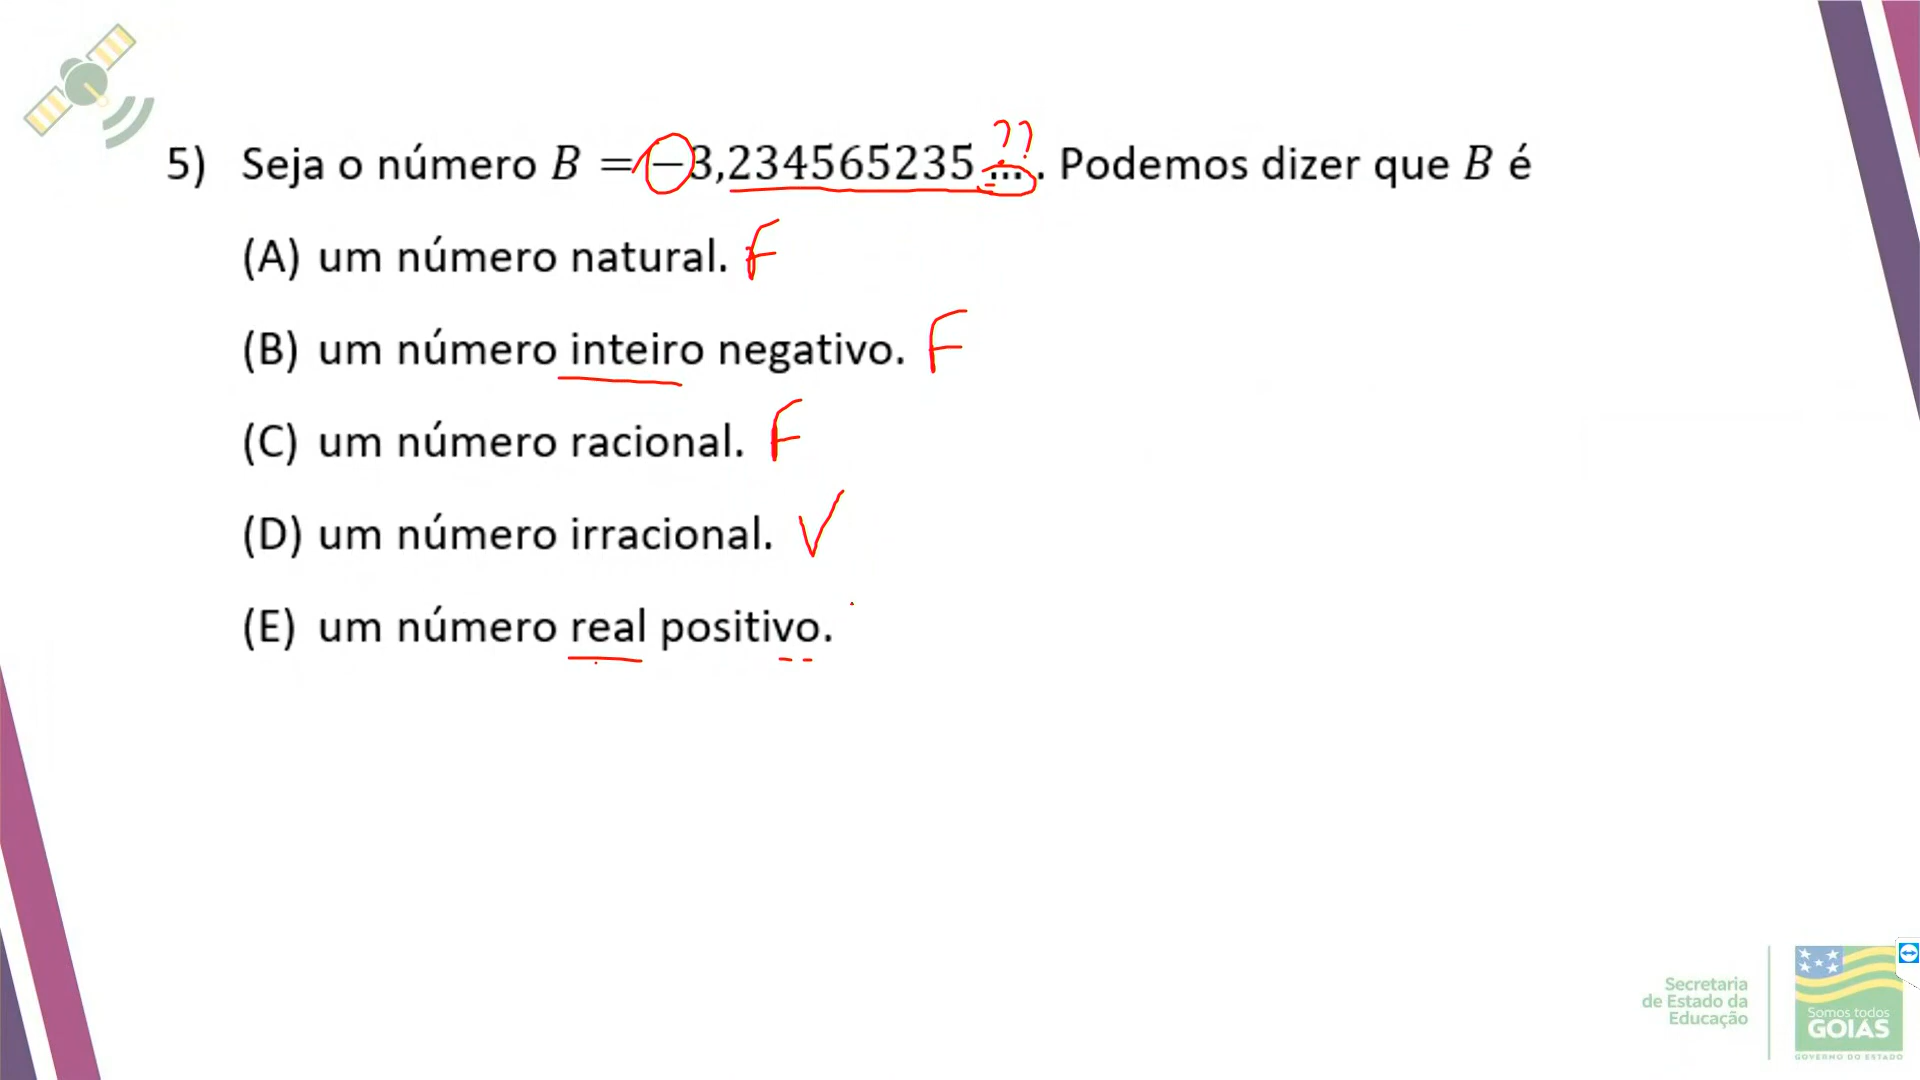 ??
5) Seja o número B = −3,234565235 … . Podemos dizer que B é
(A) um número natural. F
(B) um número inteiro negativo. F
(C) um número racional. F
(D) um número irracional. V
(E) um número real positivo.
Secretaria
de Estado da
Educação
Somos todos
GOIÁS
GOVERNO DO ESTADO